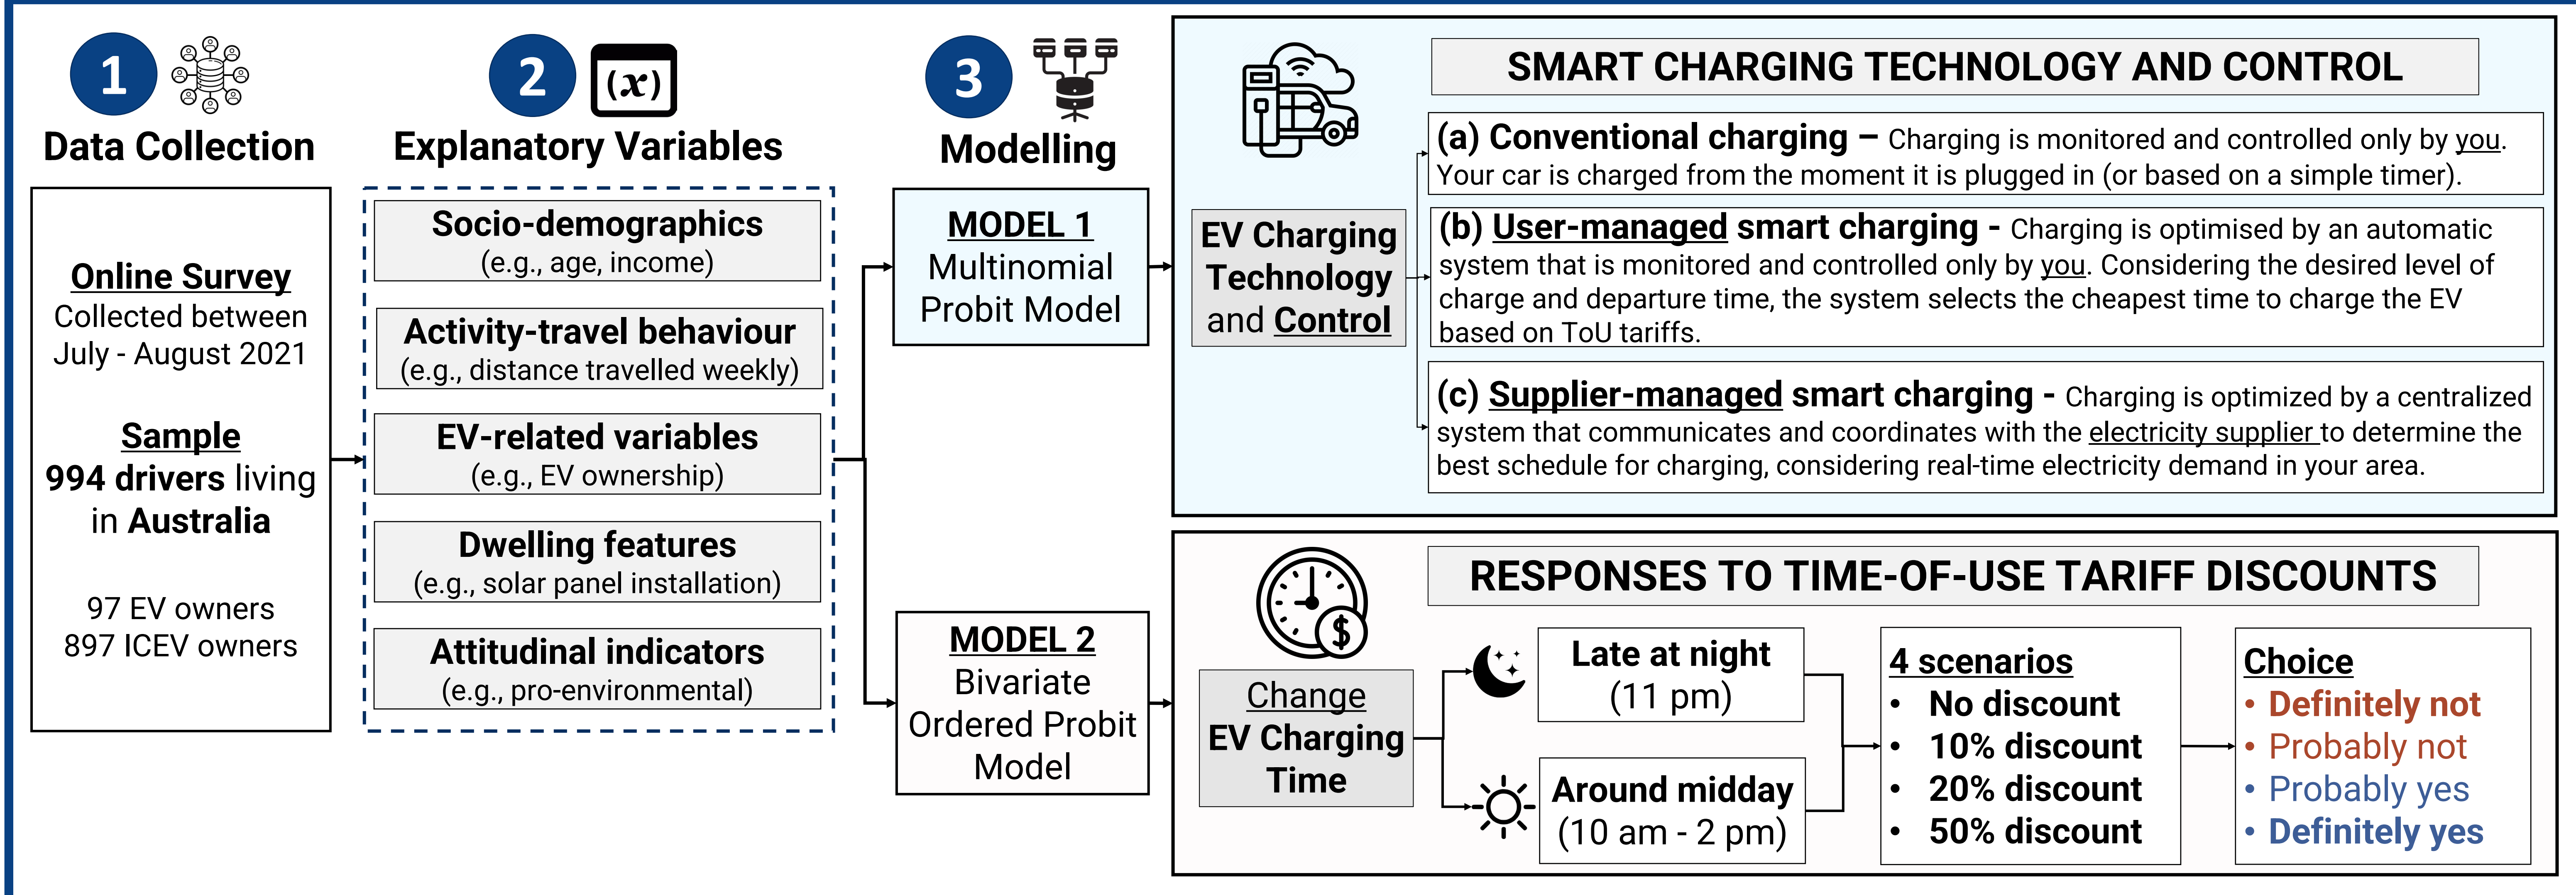 1
Data Collection
Online Survey
Collected between
July - August 2021
Sample
994 drivers living
in Australia
97 EV owners
897 ICEV owners
2
(x)
Explanatory Variables
Socio-demographics
(e.g., age, income)
Activity-travel behaviour
(e.g., distance travelled weekly)
EV-related variables
(e.g., EV ownership)
Dwelling features
(e.g., solar panel installation)
Attitudinal indicators
(e.g., pro-environmental)
3
Modelling
MODEL 1
Multinomial
Probit Model
MODEL 2
Bivariate
Ordered Probit
Model
SMART CHARGING TECHNOLOGY AND CONTROL
EV Charging
Technology
and Control
(a) Conventional charging – Charging is monitored and controlled only by you.
Your car is charged from the moment it is plugged in (or based on a simple timer).
(b) User-managed smart charging - Charging is optimised by an automatic
system that is monitored and controlled only by you. Considering the desired level of
charge and departure time, the system selects the cheapest time to charge the EV
based on ToU tariffs.
(c) Supplier-managed smart charging - Charging is optimized by a centralized
system that communicates and coordinates with the electricity supplier to determine the
best schedule for charging, considering real-time electricity demand in your area.
RESPONSES TO TIME-OF-USE TARIFF DISCOUNTS
$
Change
EV Charging
Time
Late at night
(11 pm)
Around midday
(10 am - 2 pm)
4 scenarios
• No discount
• 10% discount
• 20% discount
• 50% discount
Choice
• Definitely not
• Probably not
• Probably yes
• Definitely yes